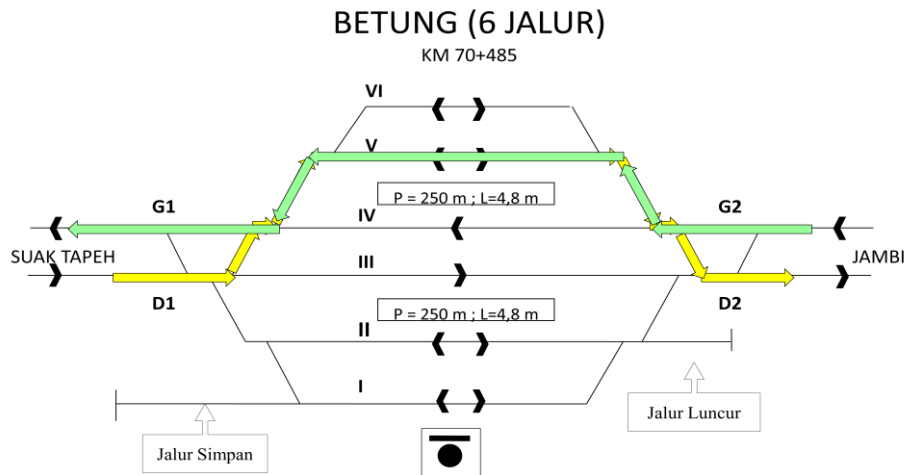 BETUNG (6 JALUR)
KM 70+485
VI
V
P = 250 m ; L=4,8 m
G1
IV
G2
SUAK TAPEH
III
JAMBI
D1
P = 250 m ; L=4,8 m
D2
II
I
Jalur Luncur
Jalur Simpan